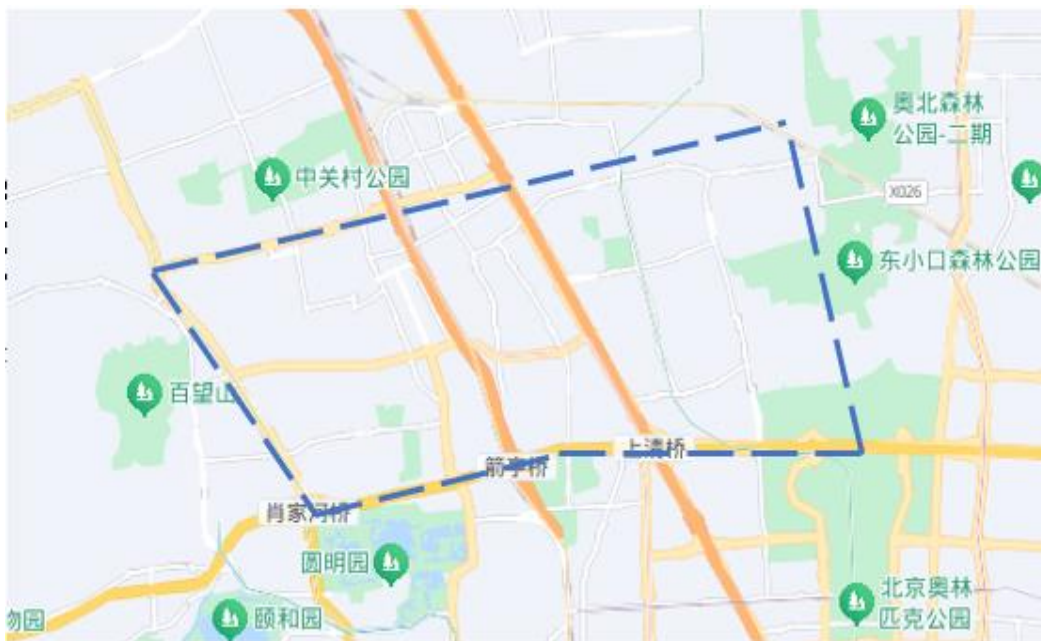 奥北森林
公园-二期
中关村公园
X026
东小口森林公园
百望山
上清桥
箭亭桥
肖家河桥
圆明园
北京奥林
匹克公园
颐和园
物园